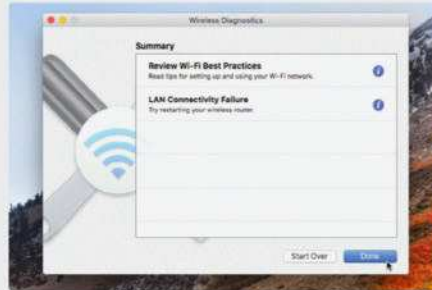 Wireless Diagnostics
Summary
Review Wi-Fi Best Practices
Read tips for setting up and using your Wi-Fi network.
LAN Connectivity Failure
Try restarting your wireless router.
Start Over
Done